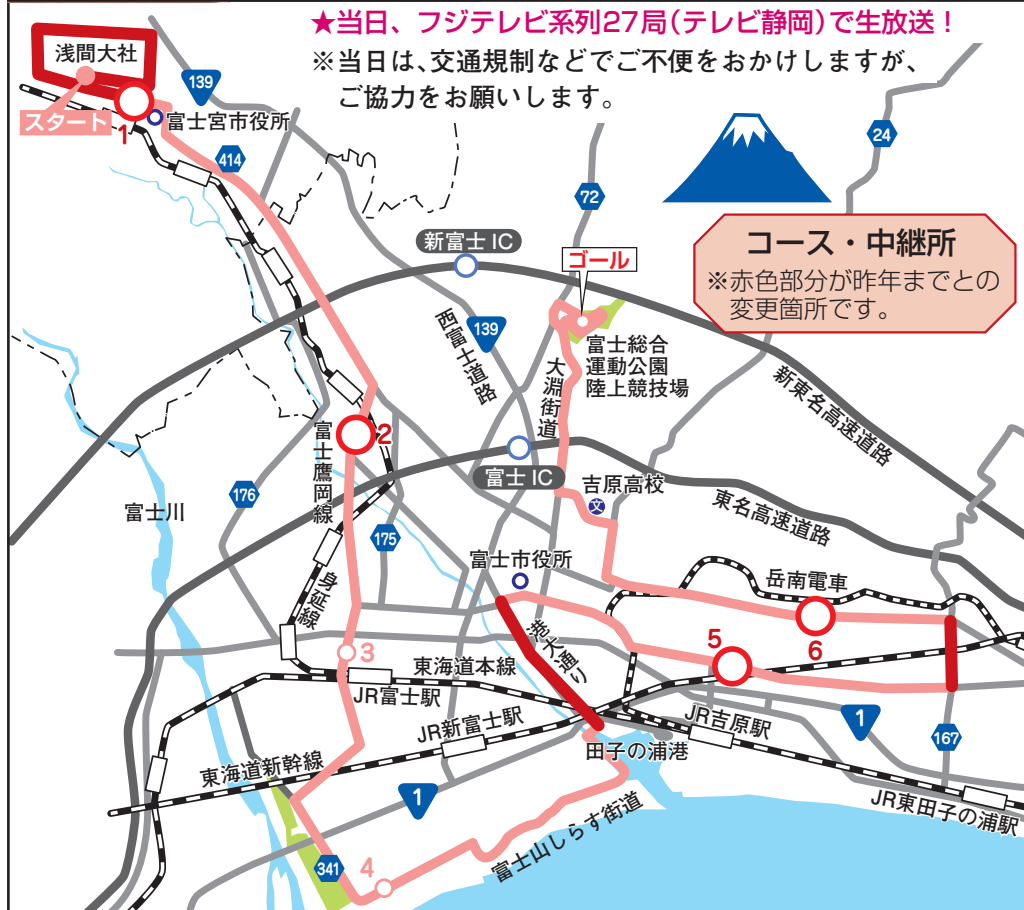 ★当日、フジテレビ系列27局(テレビ静岡)で生放送！
※当日は、交通規制などでご不便をおかけしますが、
ご協力をお願いします。
浅間大社
スタート
1
富士宮市役所
139
414
72
24
新富士 IC
ゴール
コース・中継所
※赤色部分が昨年までとの
変更箇所です。
139
西富士道路
大淵街道
富士総合
運動公園
陸上競技場
新東名高速道路
2
富士鷹岡線
富士 IC
吉原高校
文
東名高速道路
176
富士川
175
富士市役所
岳南電車
身延線
港大通り
5
6
3
東海道本線
JR富士駅
JR新富士駅
JR吉原駅
1
167
田子の浦港
東海道新幹線
1
JR東田子の浦駅
富士山しらす街道
341
4